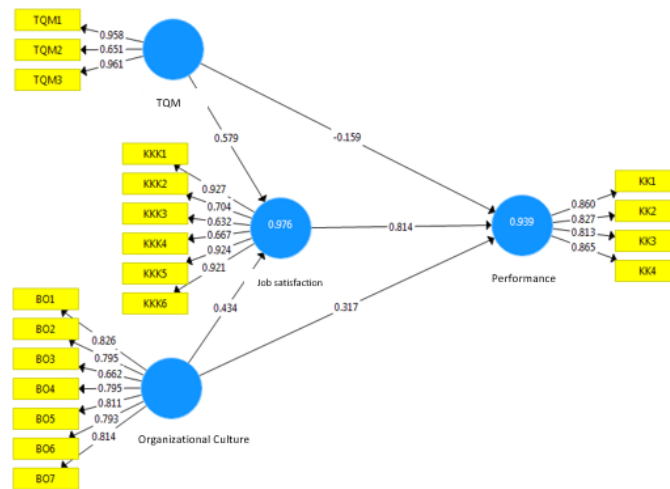 TQM1
0.958
TQM2
0.651
TQM3
0.961
TQM
0.579
-0.159
KKK1
0.927
KKK2
0.704
KKK3
0.632
KKK4
0.667
KKK5
0.924
KKK6
0.921
0.976
Job satisfaction
0.814
0.939
Performance
KK1
0.860
KK2
0.827
KK3
0.813
KK4
0.865
0.434
0.317
BO1
0.826
BO2
0.795
BO3
0.662
BO4
0.795
BO5
0.811
BO6
0.793
BO7
0.814
Organizational Culture